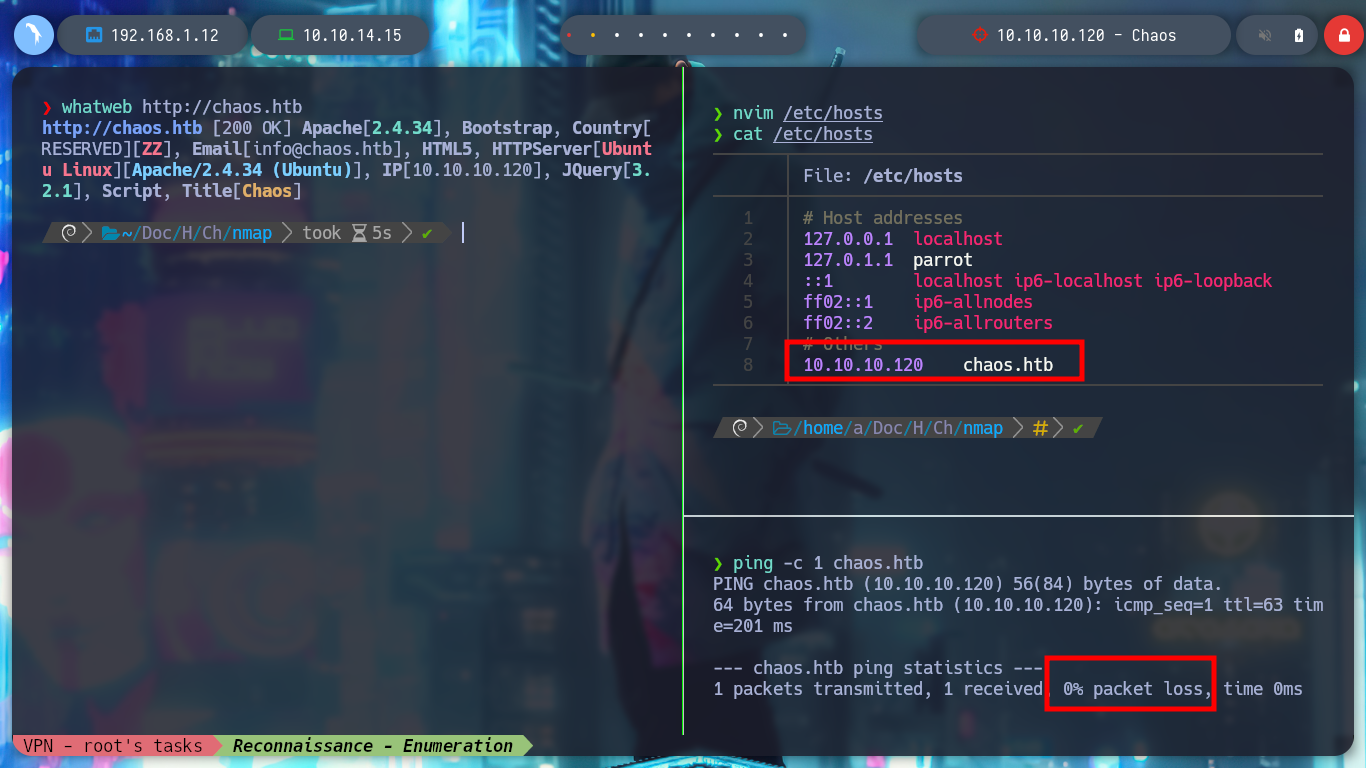 192.168.1.12
10.10.14.15
10.10.10.120 - Chaos
❯ whatweb http://chaos.htb
http://chaos.htb [200 OK] Apache[2.4.34], Bootstrap, Country[
RESERVED][ZZ], Email[info@chaos.htb], HTML5, HTTPServer[Ubunt
u Linux][Apache/2.4.34 (Ubuntu)], IP[10.10.10.120], JQuery[3.
2.1], Script, Title[Chaos]
~/Doc/H/Ch/nmap took 5s ✔
❯ nvim /etc/hosts
❯ cat /etc/hosts
File: /etc/hosts
1 # Host addresses
2 127.0.0.1 localhost
3 127.0.1.1 parrot
4 ::1 localhost ip6-localhost ip6-loopback
5 ff02::1 ip6-allnodes
6 ff02::2 ip6-allrouters
7 # Others
8 10.10.10.120 chaos.htb
/home/a/Doc/H/Ch/nmap # ✔
❯ ping -c 1 chaos.htb
PING chaos.htb (10.10.10.120) 56(84) bytes of data.
64 bytes from chaos.htb (10.10.10.120): icmp_seq=1 ttl=63 tim
e=201 ms
--- chaos.htb ping statistics ---
1 packets transmitted, 1 received, 0% packet loss, time 0ms
VPN - root's tasks
Reconnaissance - Enumeration